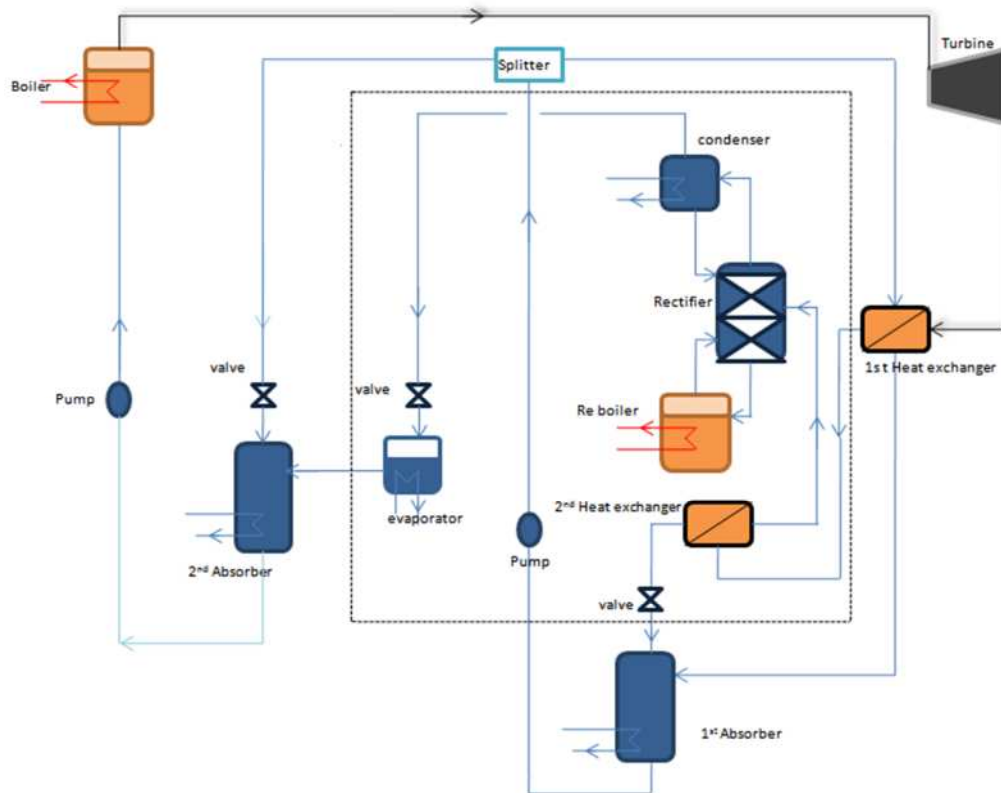 Turbine
Splitter
Boiler
condenser
Rectifier
valve
valve
1st Heat exchanger
Pump
Re boiler
2nd Heat exchanger
evaporator
Pump
2nd Absorber
valve
1st Absorber